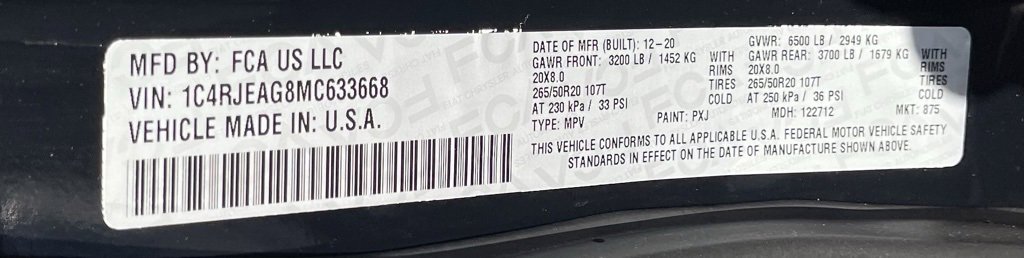 MFD BY: FCA US LLC
VIN: 1C4RJEAG8MC633668
VEHICLE MADE IN: U.S.A.
DATE OF MFR (BUILT): 12-20 GVWR: 6500 LB / 2949 KG
GAWR FRONT: 3200 LB / 1452 KG WITH GAWR REAR: 3700 LB / 1679 KG WITH
20X8.0 RIMS 20X8.0 RIMS
265/50R20 107T TIRES 265/50R20 107T TIRES
AT 230 kPa / 33 PSI COLD AT 250 kPa / 36 PSI COLD
TYPE: MPV PAINT: PXJ MDH: 122712 MKT: 875
THIS VEHICLE CONFORMS TO ALL APPLICABLE U.S.A. FEDERAL MOTOR VEHICLE SAFETY
STANDARDS IN EFFECT ON THE DATE OF MANUFACTURE SHOWN ABOVE.